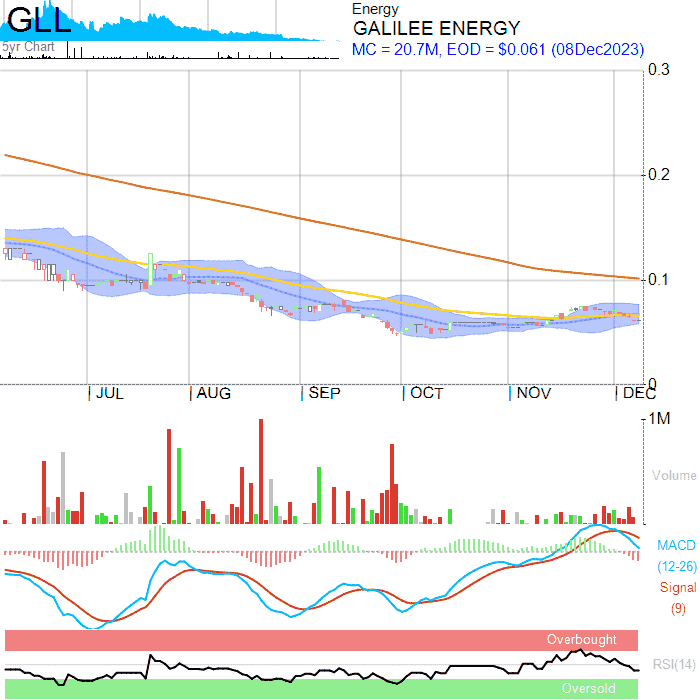 GLL
5yr Chart
Energy
GALILEE ENERGY
MC = 20.7M, EOD = $0.061 (08Dec2023)
0.3
0.2
0.1
0
JUL AUG SEP OCT NOV DEC
1M
Volume
MACD
(12-26)
Signal
(9)
Overbought
RSI(14)
Oversold